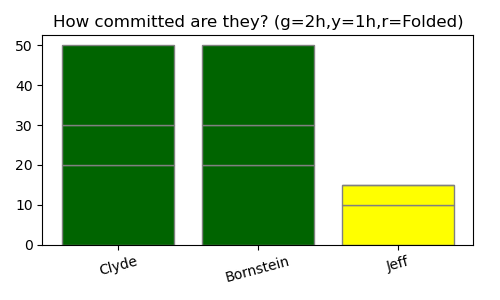 How committed are they? (g=2h,y=1h,r=Folded)
50
40
30
20
10
0
Clyde
Bornstein
Jeff